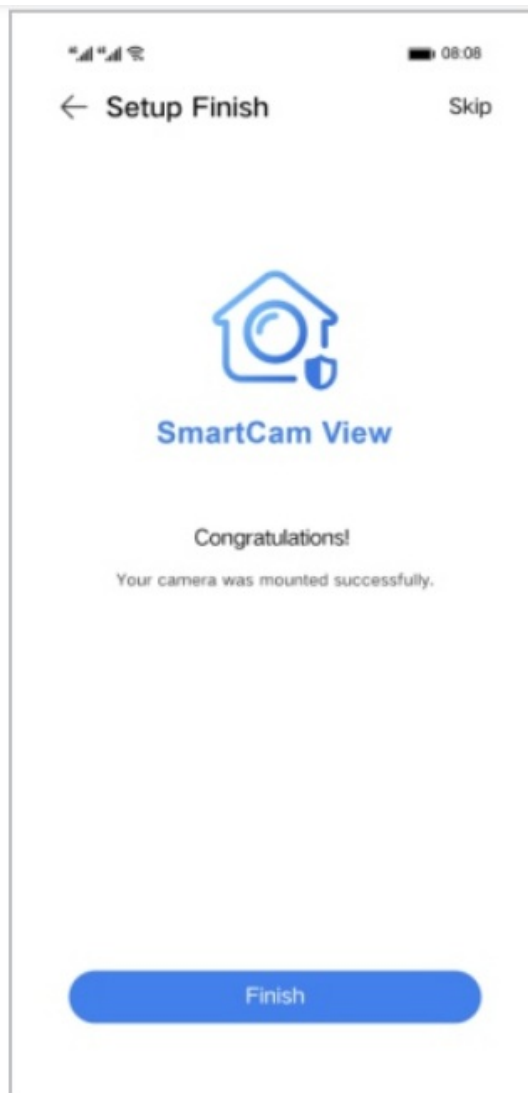 08:08
Setup Finish
Skip
SmartCam View
Congratulations!
Your camera was mounted successfully.
Finish